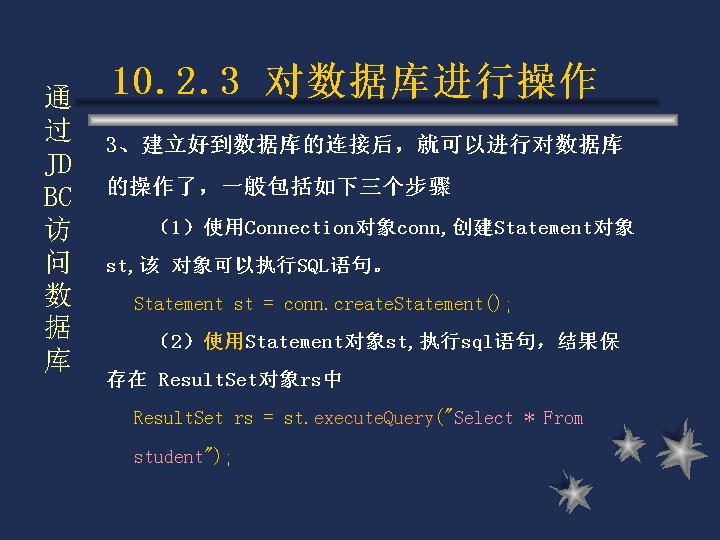 10.2.3 对数据库进行操作
通
过
JD
BC
访
问
数
据
库
3、建立好到数据库的连接后，就可以进行对数据库
的操作了，一般包括如下三个步骤
（1）使用Connection对象conn,创建Statement对象
st,该 对象可以执行SQL语句。
Statement st = conn.createStatement();
（2）使用Statement对象st,执行sql语句，结果保
存在 ResultSet对象rs中
ResultSet rs = st.executeQuery("Select * From
student");